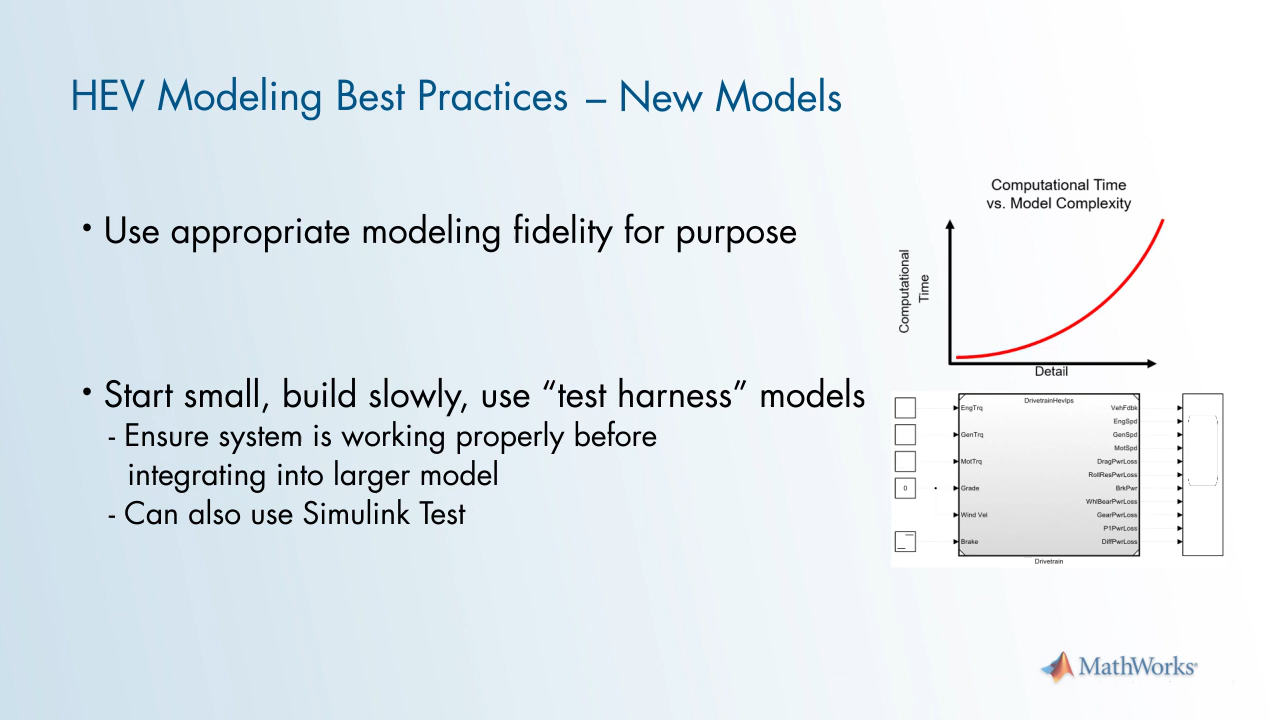 HEV Modeling Best Practices – New Models
• Use appropriate modeling fidelity for purpose
• Start small, build slowly, use “test harness” models
- Ensure system is working properly before
integrating into larger model
- Can also use Simulink Test
Computational Time
vs. Model Complexity
Computational
Time
Detail
DrivetrainHevIps
EngTrq
GenTrq
MotTrq
0
Grade
Wind Vel
Brake
VehFdbk
EngSpd
GenSpd
MotSpd
DragPwrLoss
RollResPwrLoss
BrkPwr
WhlBearPwrLoss
GearPwrLoss
P1PwrLoss
DiffPwrLoss
Drivetrain
MathWorks®